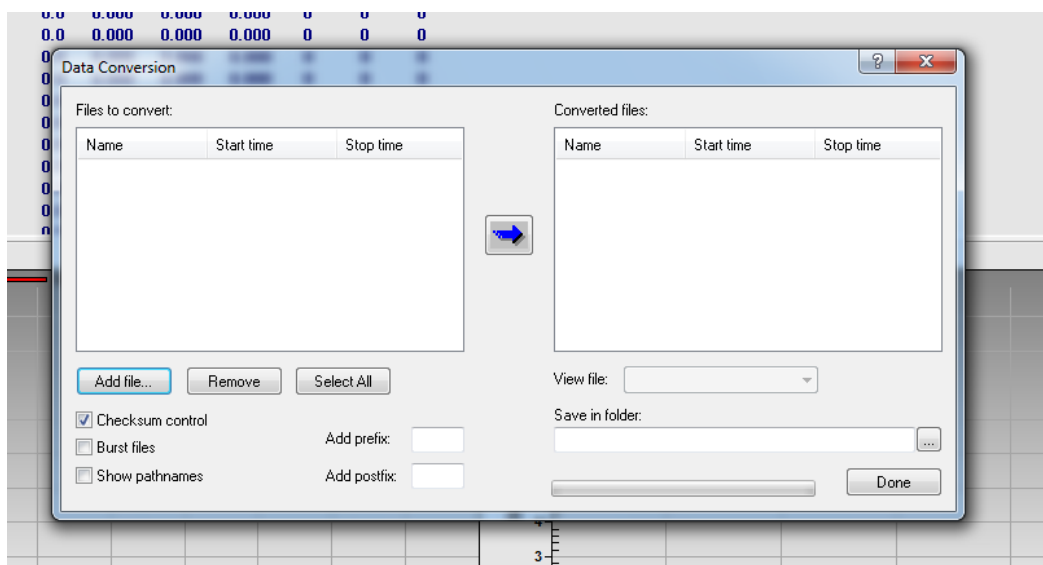 0.0 0.000 0.000 0.000 0 0 0
0.0 0.000 0.000 0.000 0 0 0
Data Conversion
Files to convert:
Converted files:
Name Start time Stop time
Name Start time Stop time
Add file... Remove Select All
View file:
Checksum control
Save in folder:
Burst files
Add prefix:
...
Show pathnames
Add postfix:
Done
4
3